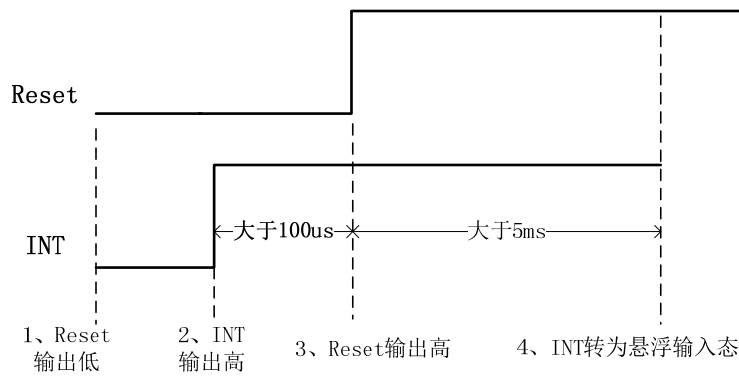 Reset
INT
大于100us
大于5ms
1、Reset
输出低
2、INT
输出高
3、Reset输出高
4、INT转为悬浮输入态